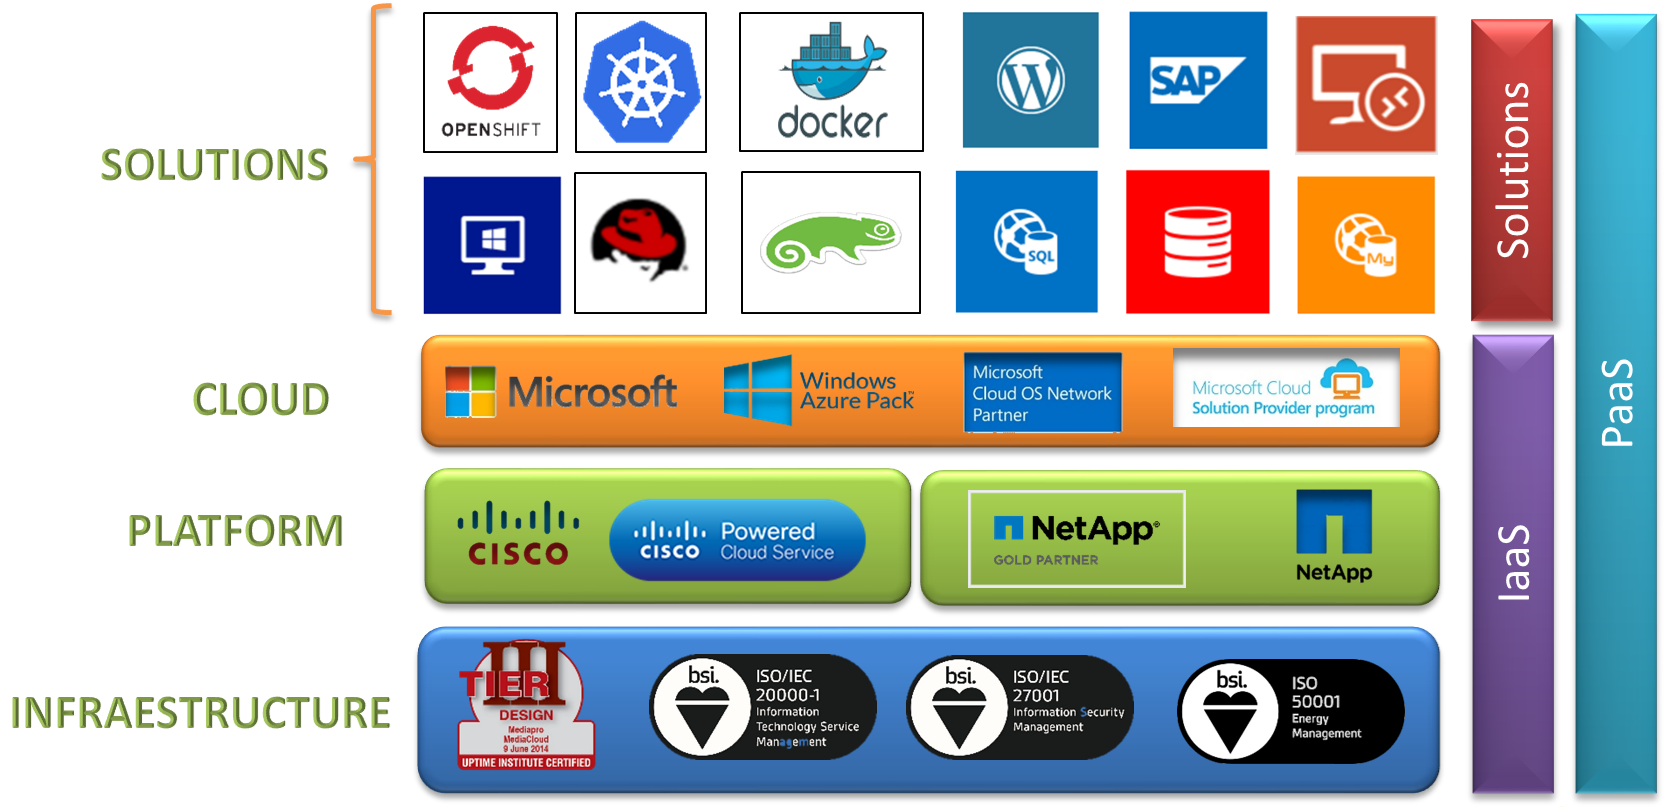 SOLUTIONS
OPENSHIFT
docker
W
SAP
SQL
My
Solutions
PaaS
CLOUD
Microsoft
Windows
Azure Pack
Microsoft
Cloud OS Network
Partner
Microsoft Cloud
Solution Provider program
PLATFORM
CISCO
CISCO
Powered
Cloud Service
NetApp®
GOLD PARTNER
NetApp
IaaS
INFRAESTRUCTURE
III
TIER
DESIGN
Mediapro
MediaCloud
9 June 2014
UPTIME INSTITUTE CERTIFIED
bsi.
ISO/IEC
20000-1
Information
Technology Service
Management
bsi.
ISO/IEC
27001
Information Security
Management
bsi.
ISO
50001
Energy
Management